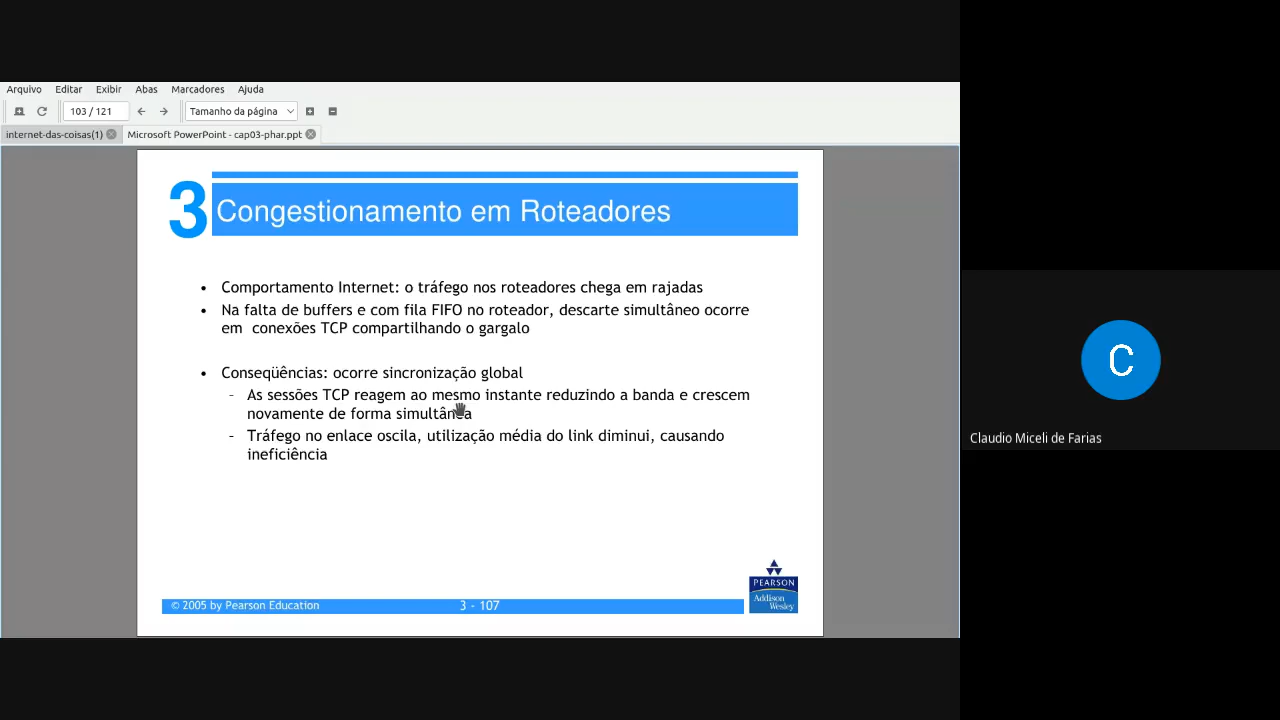 Arquivo Editar Exibir Abas Marcadores Ajuda
103 / 121 Tamanho da página
internet-das-coisas(1) Microsoft PowerPoint - cap03-phar.ppt
3 Congestionamento em Roteadores
• Comportamento Internet: o tráfego nos roteadores chega em rajadas
• Na falta de buffers e com fila FIFO no roteador, descarte simultâneo ocorre
em conexões TCP compartilhando o gargalo
• Conseqüências: ocorre sincronização global
- As sessões TCP reagem ao mesmo instante reduzindo a banda e crescem
novamente de forma simultânea
- Tráfego no enlace oscila, utilização média do link diminui, causando
ineficiência
PEARSON
Addison
Wesley
© 2005 by Pearson Education 3 - 107
C
Claudio Miceli de Farias